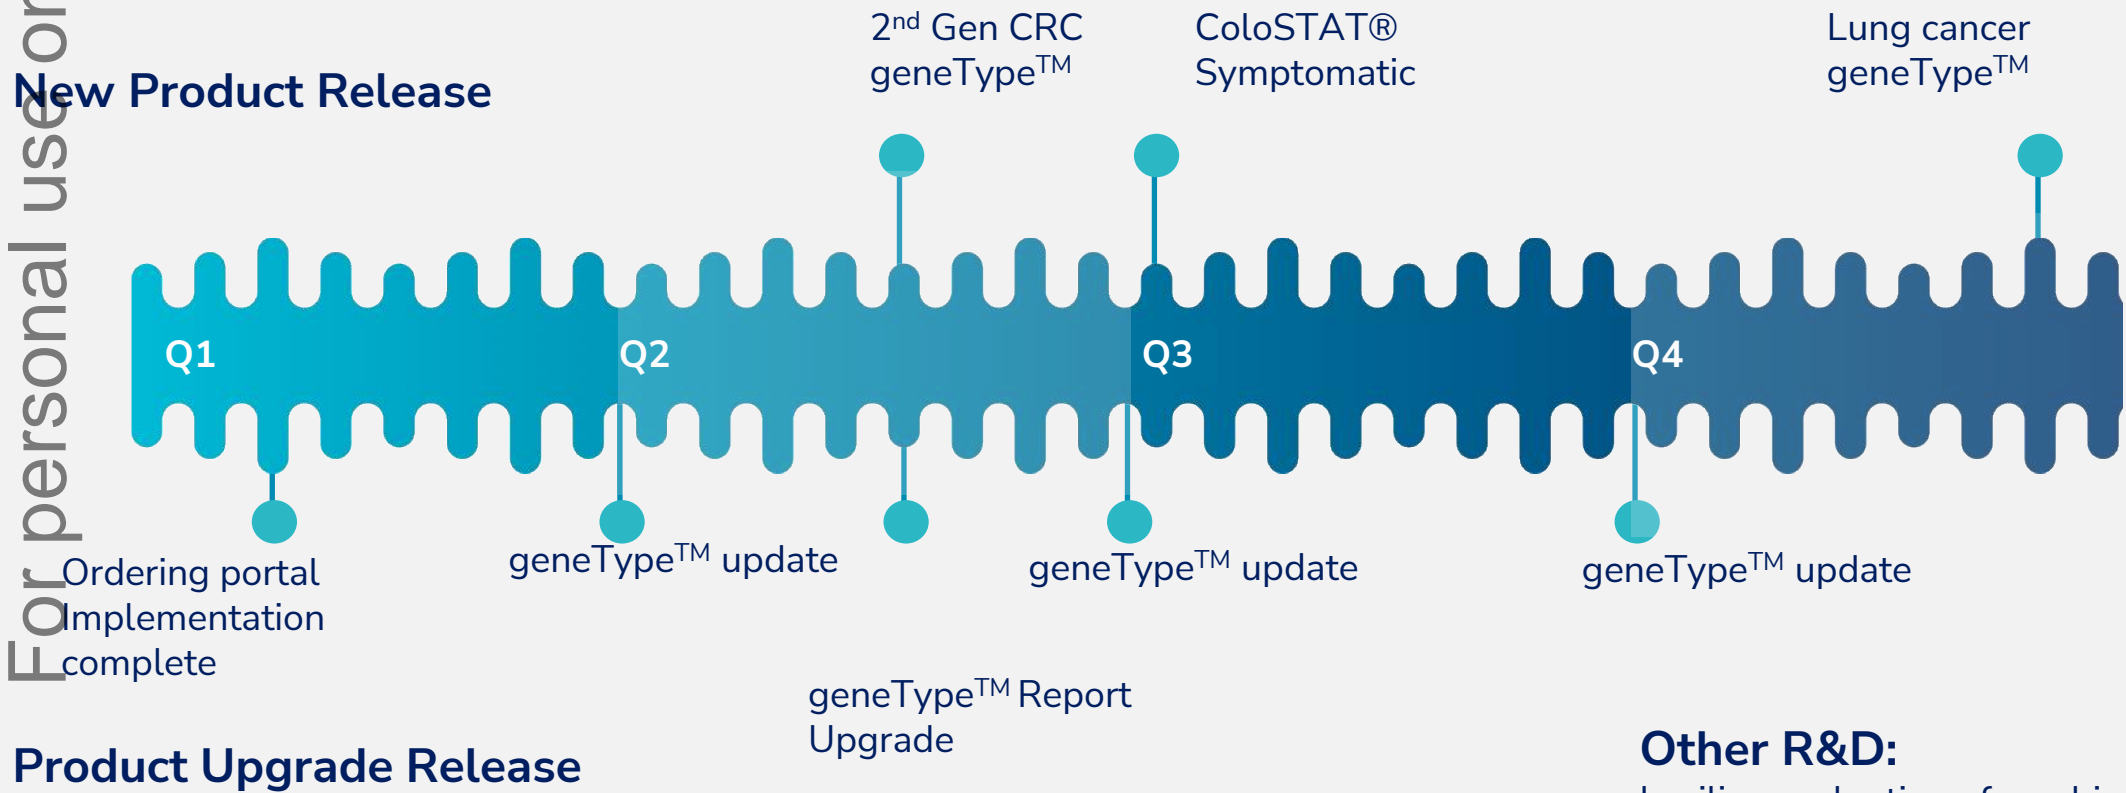 2nd Gen CRC
geneType™
ColoSTAT®
Symptomatic
Lung cancer
geneType™
New Product Release
For personal use
Q1
Q2
Q3
Q4
Ordering portal
Implementation
complete
geneType™ update
geneType™ update
geneType™ update
geneType™ Report
Upgrade
Product Upgrade Release
Other R&D: